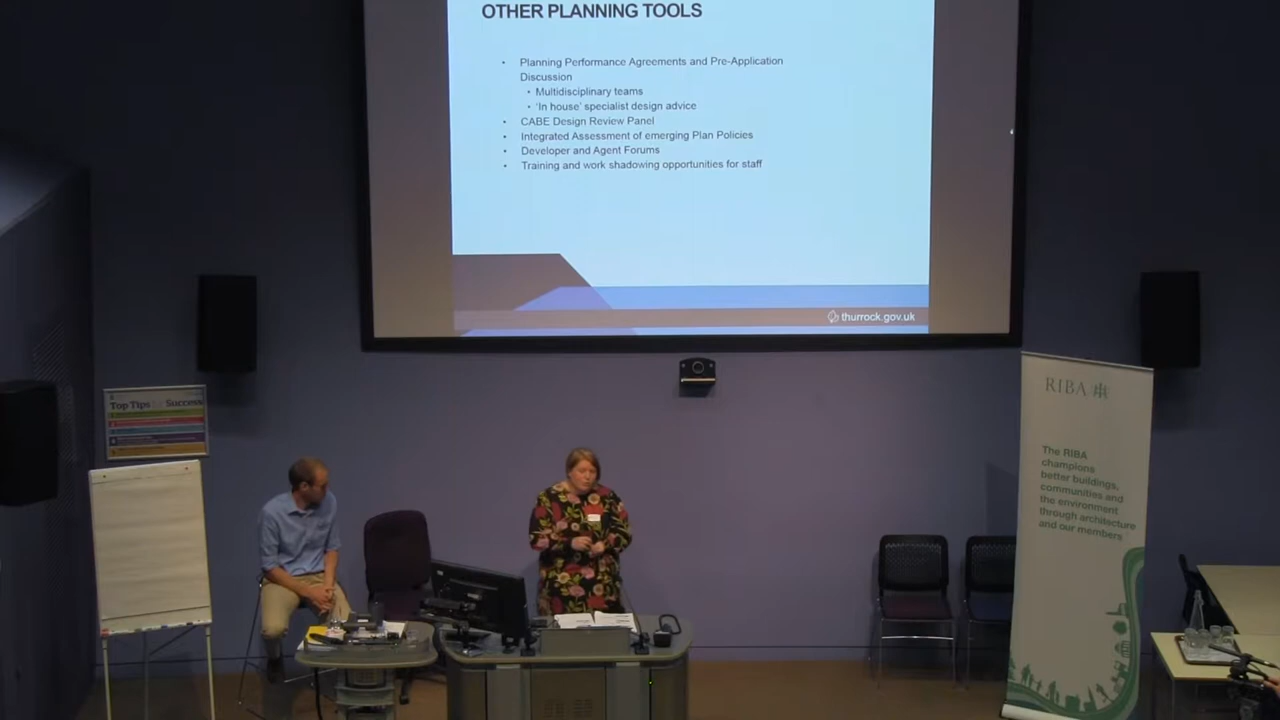 OTHER PLANNING TOOLS
• Planning Performance Agreements and Pre-Application
Discussion
• Multidisciplinary teams
• 'In house' specialist design advice
• CABE Design Review Panel
• Integrated Assessment of emerging Plan Policies
• Developer and Agent Forums
• Training and work shadowing opportunities for staff
thurrock.gov.uk
Top Tips for Success
RIBA
The RIBA
champions
better buildings,
communities and
the environment
through architecture
and our members